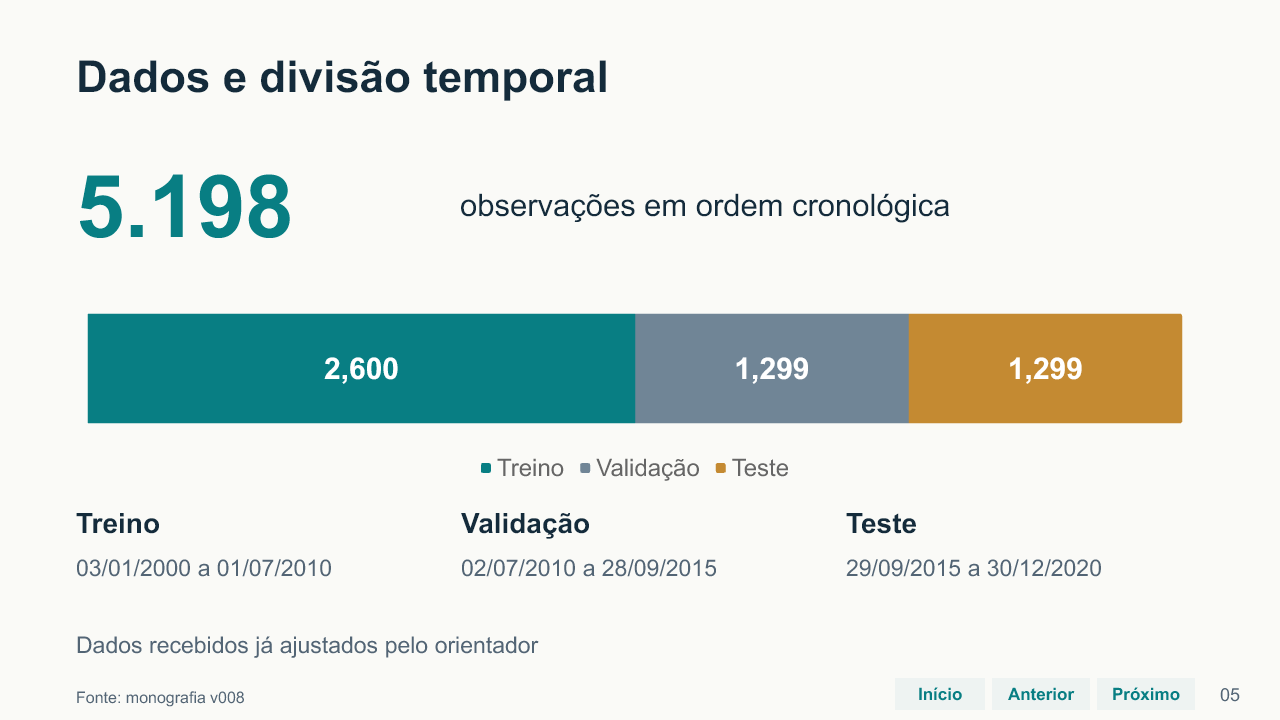 Dados e divisão temporal
5.198
observações em ordem cronológica
2,600
1,299
1,299
Treino
Validação
Teste
Treino
Validação
Teste
03/01/2000 a 01/07/2010
02/07/2010 a 28/09/2015
29/09/2015 a 30/12/2020
Dados recebidos já ajustados pelo orientador
Fonte: monografia v008
Início
Anterior
Próximo
05